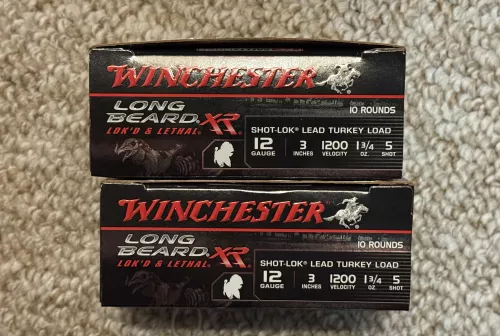 WINCHESTER
LONG
BEARD XR
10 ROUNDS
LOK'D & LETHAL.
SHOT-LOK® LEAD TURKEY LOAD
12 3 1200 1 3/4 5
GAUGE INCHES VELOCITY OZ. SHOT
WINCHESTER
LONG
BEARD XR
10 ROUNDS
LOK'D & LETHAL.
SHOT-LOK® LEAD TURKEY LOAD
12 3 1200 1 3/4 5
GAUGE INCHES VELOCITY OZ. SHOT